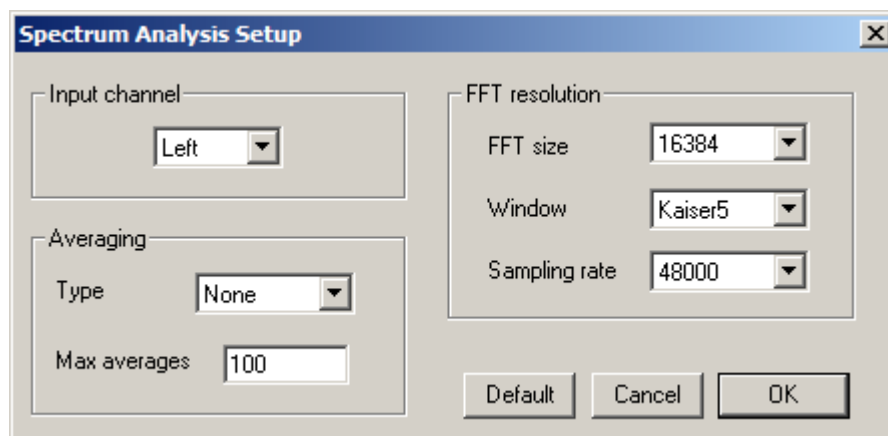 Spectrum Analysis Setup
Input channel
Left
Averaging
Type None
Max averages 100
FFT resolution
FFT size 16384
Window Kaiser5
Sampling rate 48000
Default Cancel OK